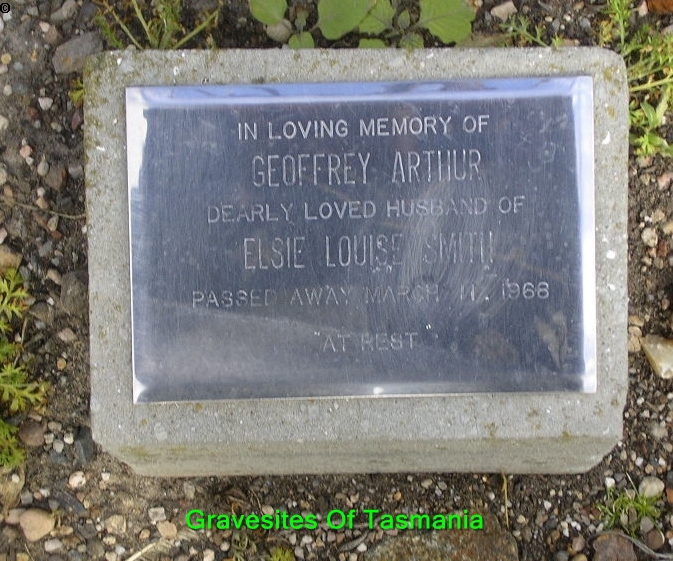 IN LOVING MEMORY OF
GEOFFREY ARTHUR
DEARLY LOVED HUSBAND OF
ELSIE LOUISE SMITH
PASSED AWAY MARCH 11, 1966
"AT REST"
Gravesites Of Tasmania
©